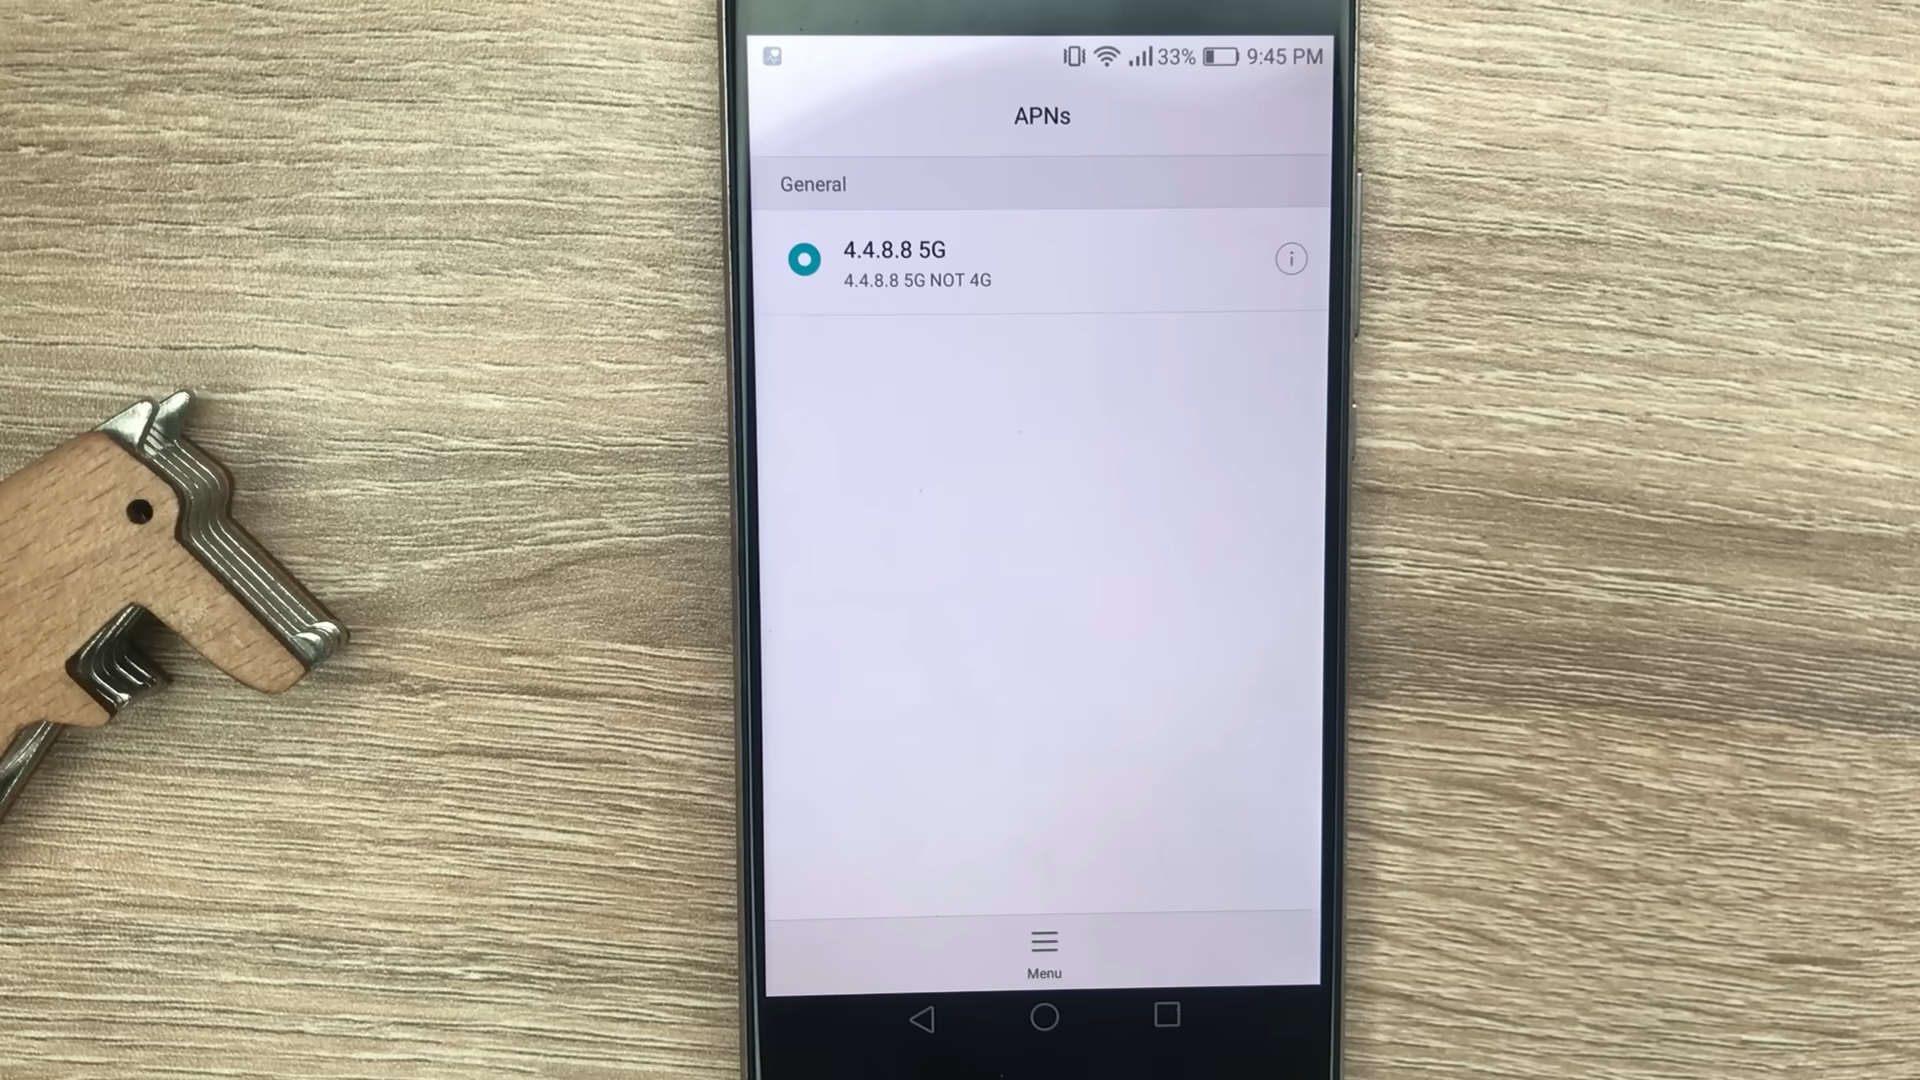 33% 9:45 PM
APNs
General
4.4.8.8 5G
4.4.8.8 5G NOT 4G
Menu